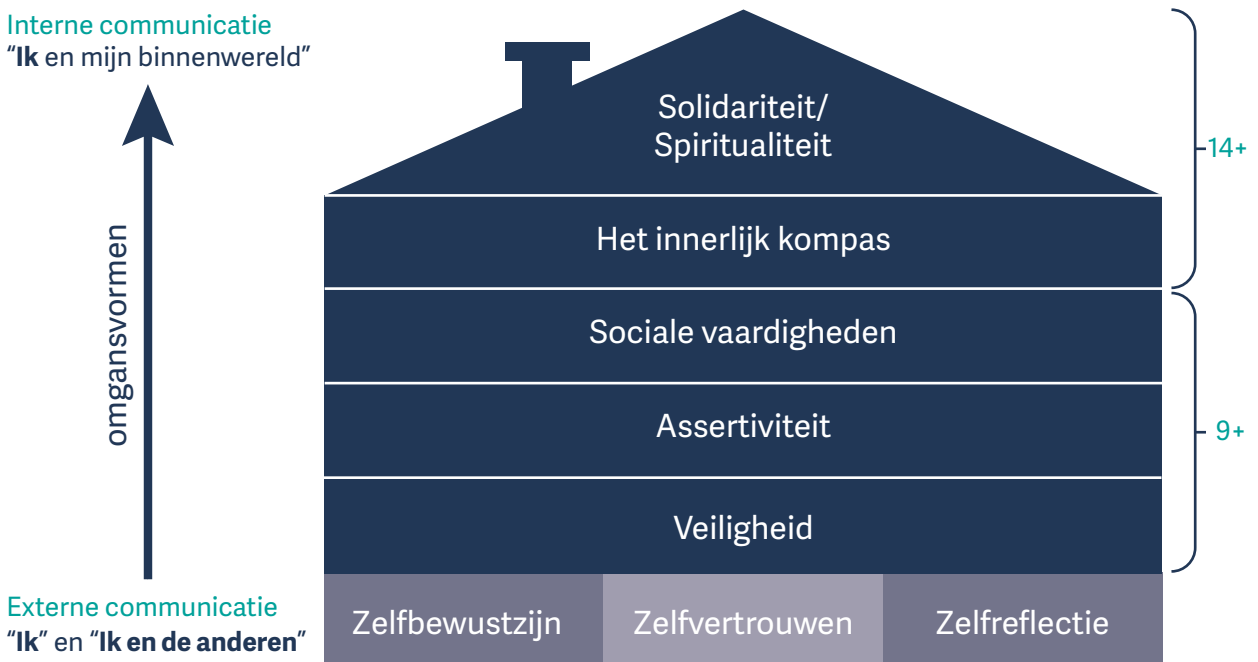 Interne communicatie
“Ik en mijn binnenwereld”
omgansvormen
Externe communicatie
“Ik” en “Ik en de anderen”
Solidariteit/
Spiritualiteit
Het innerlijk kompas
Sociale vaardigheden
Assertiviteit
Veiligheid
Zelfbewustzijn
Zelfvertrouwen
Zelfreflectie
14+
9+